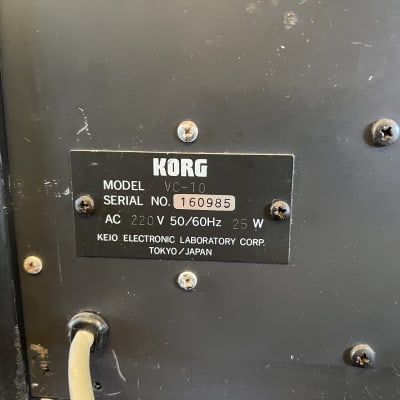 KORG
MODEL VC-10
SERIAL NO. 160985
AC 220 V 50/60Hz 25 W
KEIO ELECTRONIC LABORATORY CORP.
TOKYO/JAPAN